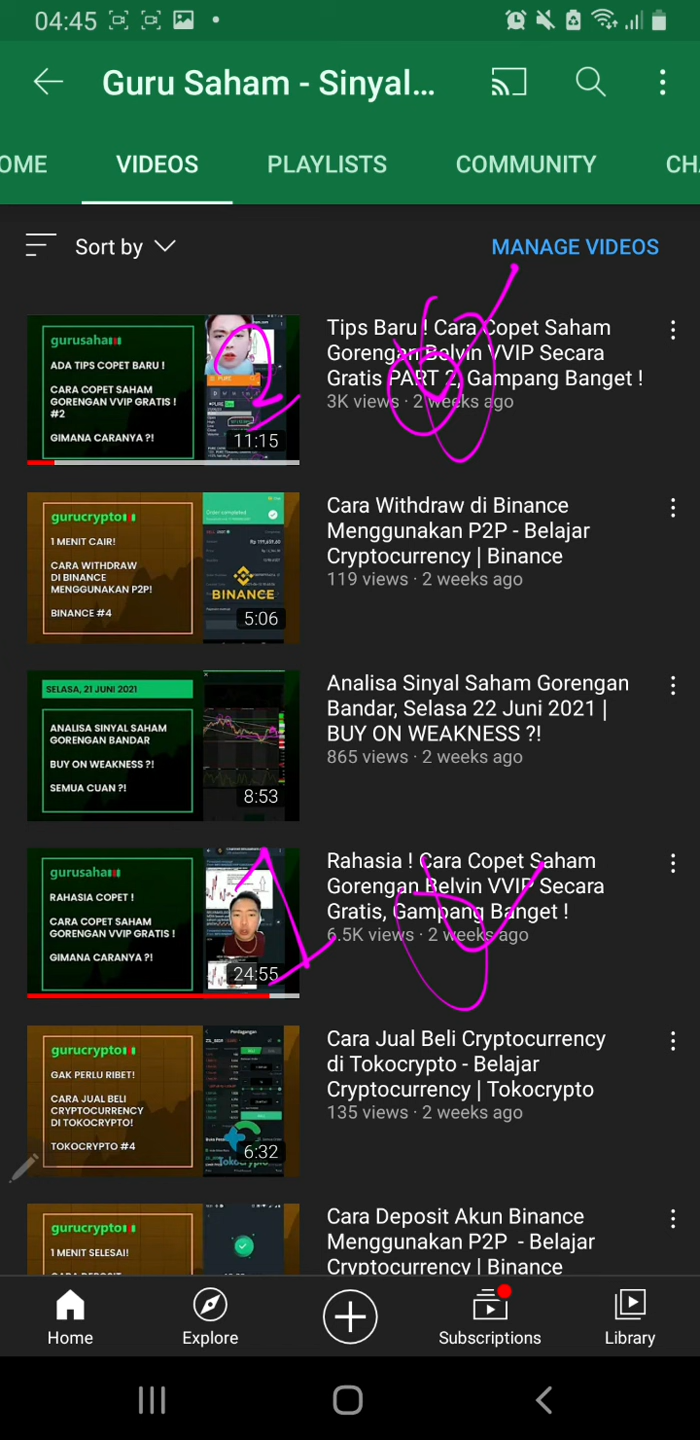 04:45
Guru Saham - Sinyal...
OME VIDEOS PLAYLISTS COMMUNITY CH
Sort by
MANAGE VIDEOS
gurusaham
ADA TIPS COPET BARU !
CARA COPET SAHAM
GORENGAN VVIP GRATIS !
#2
GIMANA CARANYA ?!
11:15
2
Tips Baru ! Cara Copet Saham
Gorengan Belvin VVIP Secara
Gratis PART 2, Gampang Banget !
3K views · 2 weeks ago
gurucrypto
1 MENIT CAIR!
CARA WITHDRAW
DI BINANCE
MENGGUNAKAN P2P!
BINANCE #4
Order completed
BINANCE
5:06
Cara Withdraw di Binance
Menggunakan P2P - Belajar
Cryptocurrency | Binance
119 views · 2 weeks ago
SELASA, 21 JUNI 2021
ANALISA SINYAL SAHAM
GORENGAN BANDAR
BUY ON WEAKNESS ?!
SEMUA CUAN ?!
8:53
Analisa Sinyal Saham Gorengan
Bandar, Selasa 22 Juni 2021 |
BUY ON WEAKNESS ?!
865 views · 2 weeks ago
gurusaham
RAHASIA COPET !
CARA COPET SAHAM
GORENGAN VVIP GRATIS !
GIMANA CARANYA ?!
24:55
1
Rahasia ! Cara Copet Saham
Gorengan Belvin VVIP Secara
Gratis, Gampang Banget !
6.5K views · 2 weeks ago
gurucrypto
GAK PERLU RIBET!
CARA JUAL BELI
CRYPTOCURRENCY
DI TOKOCRYPTO!
TOKOCRYPTO #4
Perdagangan
Tokocrypto
6:32
Cara Jual Beli Cryptocurrency
di Tokocrypto - Belajar
Cryptocurrency | Tokocrypto
135 views · 2 weeks ago
gurucrypto
1 MENIT SELESAI!
CARA DEPOSIT
Cara Deposit Akun Binance
Menggunakan P2P - Belajar
Cryptocurrency | Binance
Home Explore Subscriptions Library